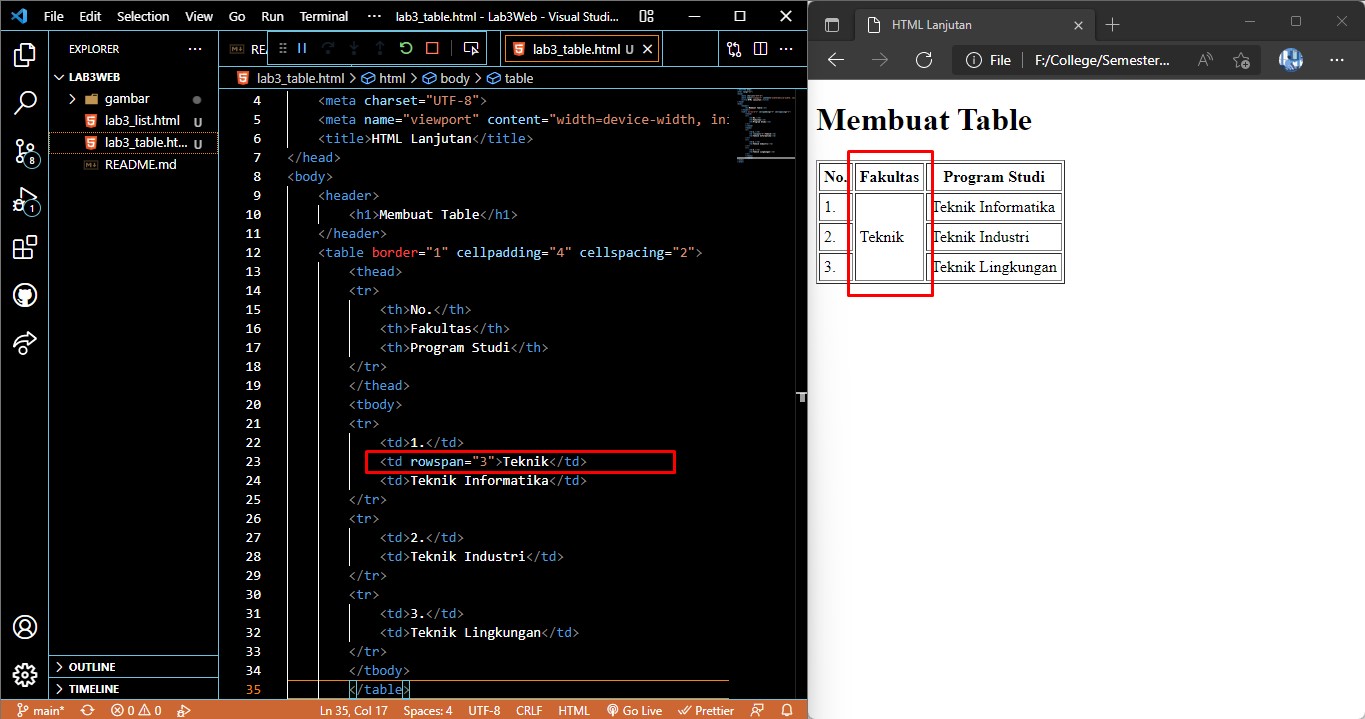 File Edit Selection View Go Run Terminal ··· lab3_table.html - Lab3Web - Visual Studi...
EXPLORER ···
LAB3WEB
gambar
lab3_list.html U
lab3_table.ht... U
README.md
8
1
OUTLINE
TIMELINE
REA
lab3_table.html U
lab3_table.html > html > body > table
4 <meta charset="UTF-8">
5 <meta name="viewport" content="width=device-width, in:
6 <title>HTML Lanjutan</title>
7 </head>
8 <body>
9 <header>
10 <h1>Membuat Table</h1>
11 </header>
12 <table border="1" cellpadding="4" cellspacing="2">
13 <thead>
14 <tr>
15 <th>No.</th>
16 <th>Fakultas</th>
17 <th>Program Studi</th>
18 </tr>
19 </thead>
20 <tbody>
21 <tr>
22 <td>1.</td>
23 <td rowspan="3">Teknik</td>
24 <td>Teknik Informatika</td>
25 </tr>
26 <tr>
27 <td>2.</td>
28 <td>Teknik Industri</td>
29 </tr>
30 <tr>
31 <td>3.</td>
32 <td>Teknik Lingkungan</td>
33 </tr>
34 </tbody>
35 </table>
main* 0 0 Ln 35, Col 17 Spaces: 4 UTF-8 CRLF HTML Go Live Prettier
HTML Lanjutan
File F:/College/Semester...
Membuat Table
No. Fakultas Program Studi
1. Teknik Teknik Informatika
2. Teknik Industri
3. Teknik Lingkungan